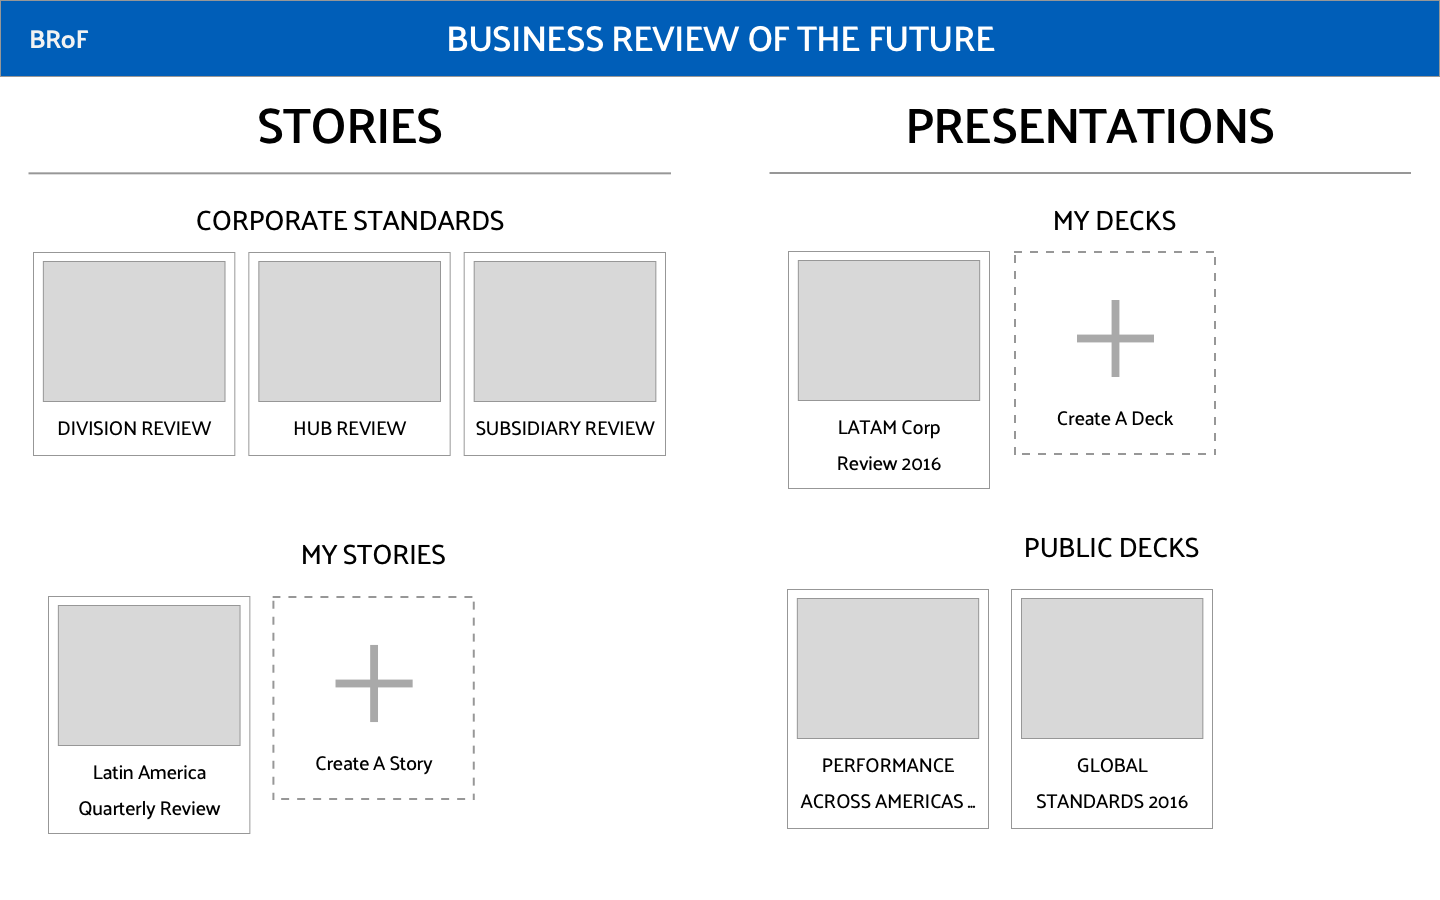 BRoF
BUSINESS REVIEW OF THE FUTURE
STORIES
CORPORATE STANDARDS
DIVISION REVIEW
HUB REVIEW
SUBSIDIARY REVIEW
MY STORIES
Latin America
Quarterly Review
Create A Story
PRESENTATIONS
MY DECKS
LATAM Corp
Review 2016
Create A Deck
PUBLIC DECKS
PERFORMANCE
ACROSS AMERICAS ...
GLOBAL
STANDARDS 2016